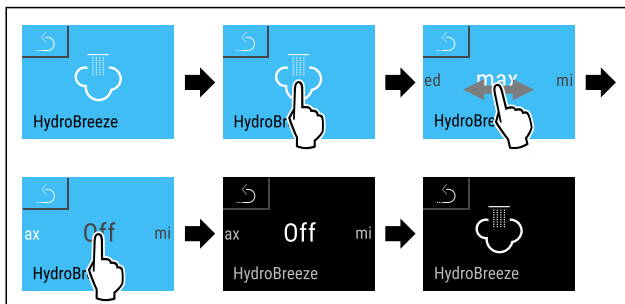 HydroBreeze
HydroBr
ed max mi
HydroBre
ax Off mi
HydroBr
ax Off mi
HydroBreeze
HydroBreeze